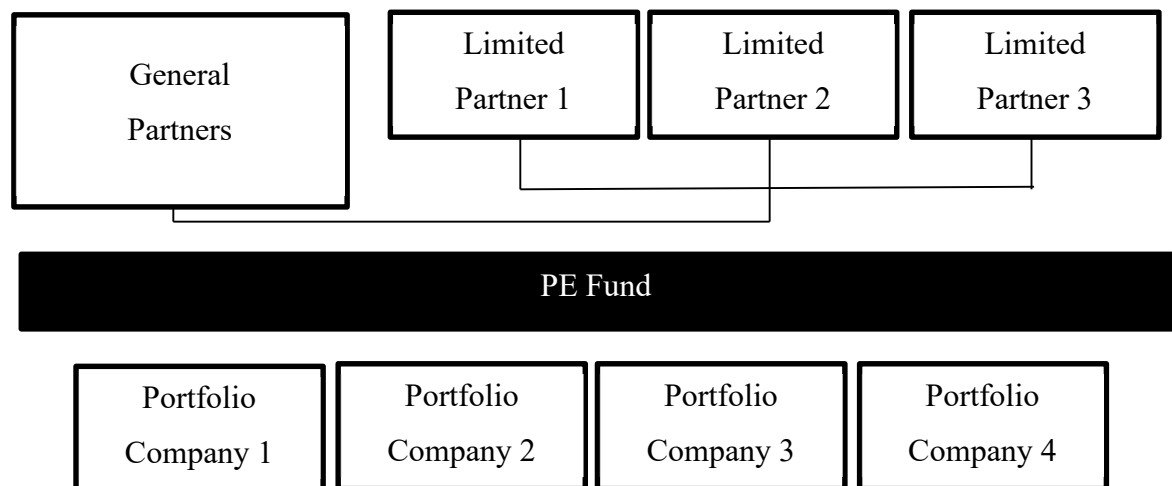 General
Partners
Limited
Partner 1
Limited
Partner 2
Limited
Partner 3
PE Fund
Portfolio
Company 1
Portfolio
Company 2
Portfolio
Company 3
Portfolio
Company 4